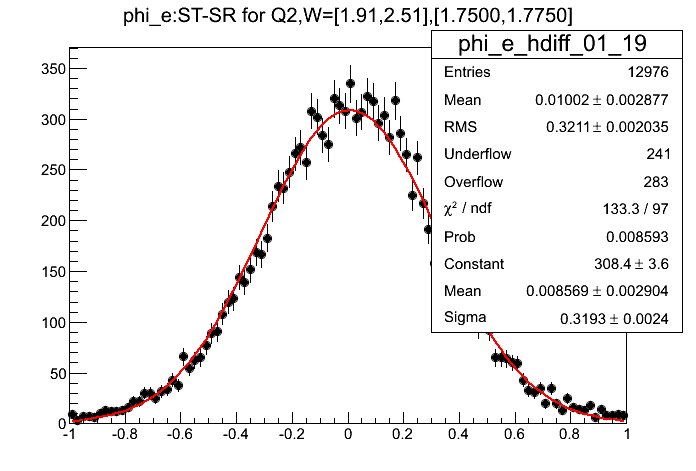 phi_e:ST-SR for Q2,W=[1.91,2.51],[1.7500,1.7750]
phi_e_hdiff_01_19
Entries 12976
Mean 0.01002 ± 0.002877
RMS 0.3211 ± 0.002035
Underflow 241
Overflow 283
χ² / ndf 133.3 / 97
Prob 0.008593
Constant 308.4 ± 3.6
Mean 0.008569 ± 0.002904
Sigma 0.3193 ± 0.0024
350
300
250
200
150
100
50
0
-1 -0.8 -0.6 -0.4 -0.2 0 0.2 0.4 0.6 0.8 1